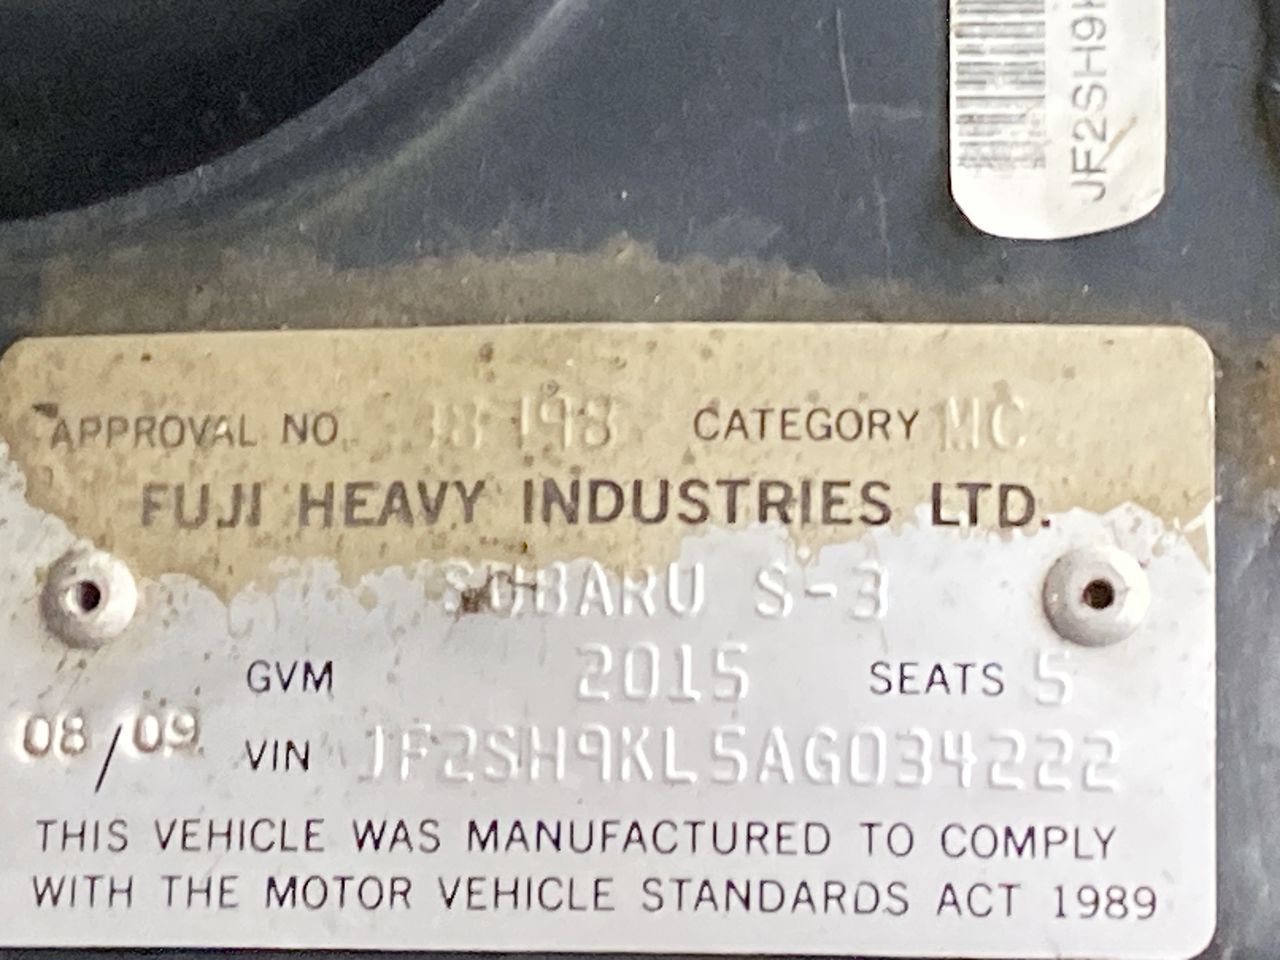 JF2SH9
APPROVAL NO. 38198 CATEGORY MC
FUJI HEAVY INDUSTRIES LTD.
SUBARU S-3
GVM 2015 SEATS 5
08/09 VIN JF2SH9KL5AG034222
THIS VEHICLE WAS MANUFACTURED TO COMPLY
WITH THE MOTOR VEHICLE STANDARDS ACT 1989